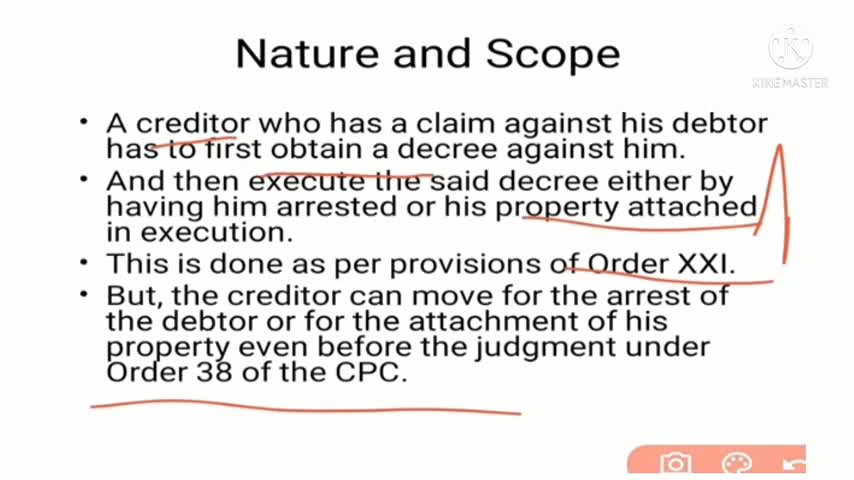 Nature and Scope
KINEMASTER
• A creditor who has a claim against his debtor
has to first obtain a decree against him.
• And then execute the said decree either by
having him arrested or his property attached
in execution.
• This is done as per provisions of Order XXI.
• But, the creditor can move for the arrest of
the debtor or for the attachment of his
property even before the judgment under
Order 38 of the CPC.